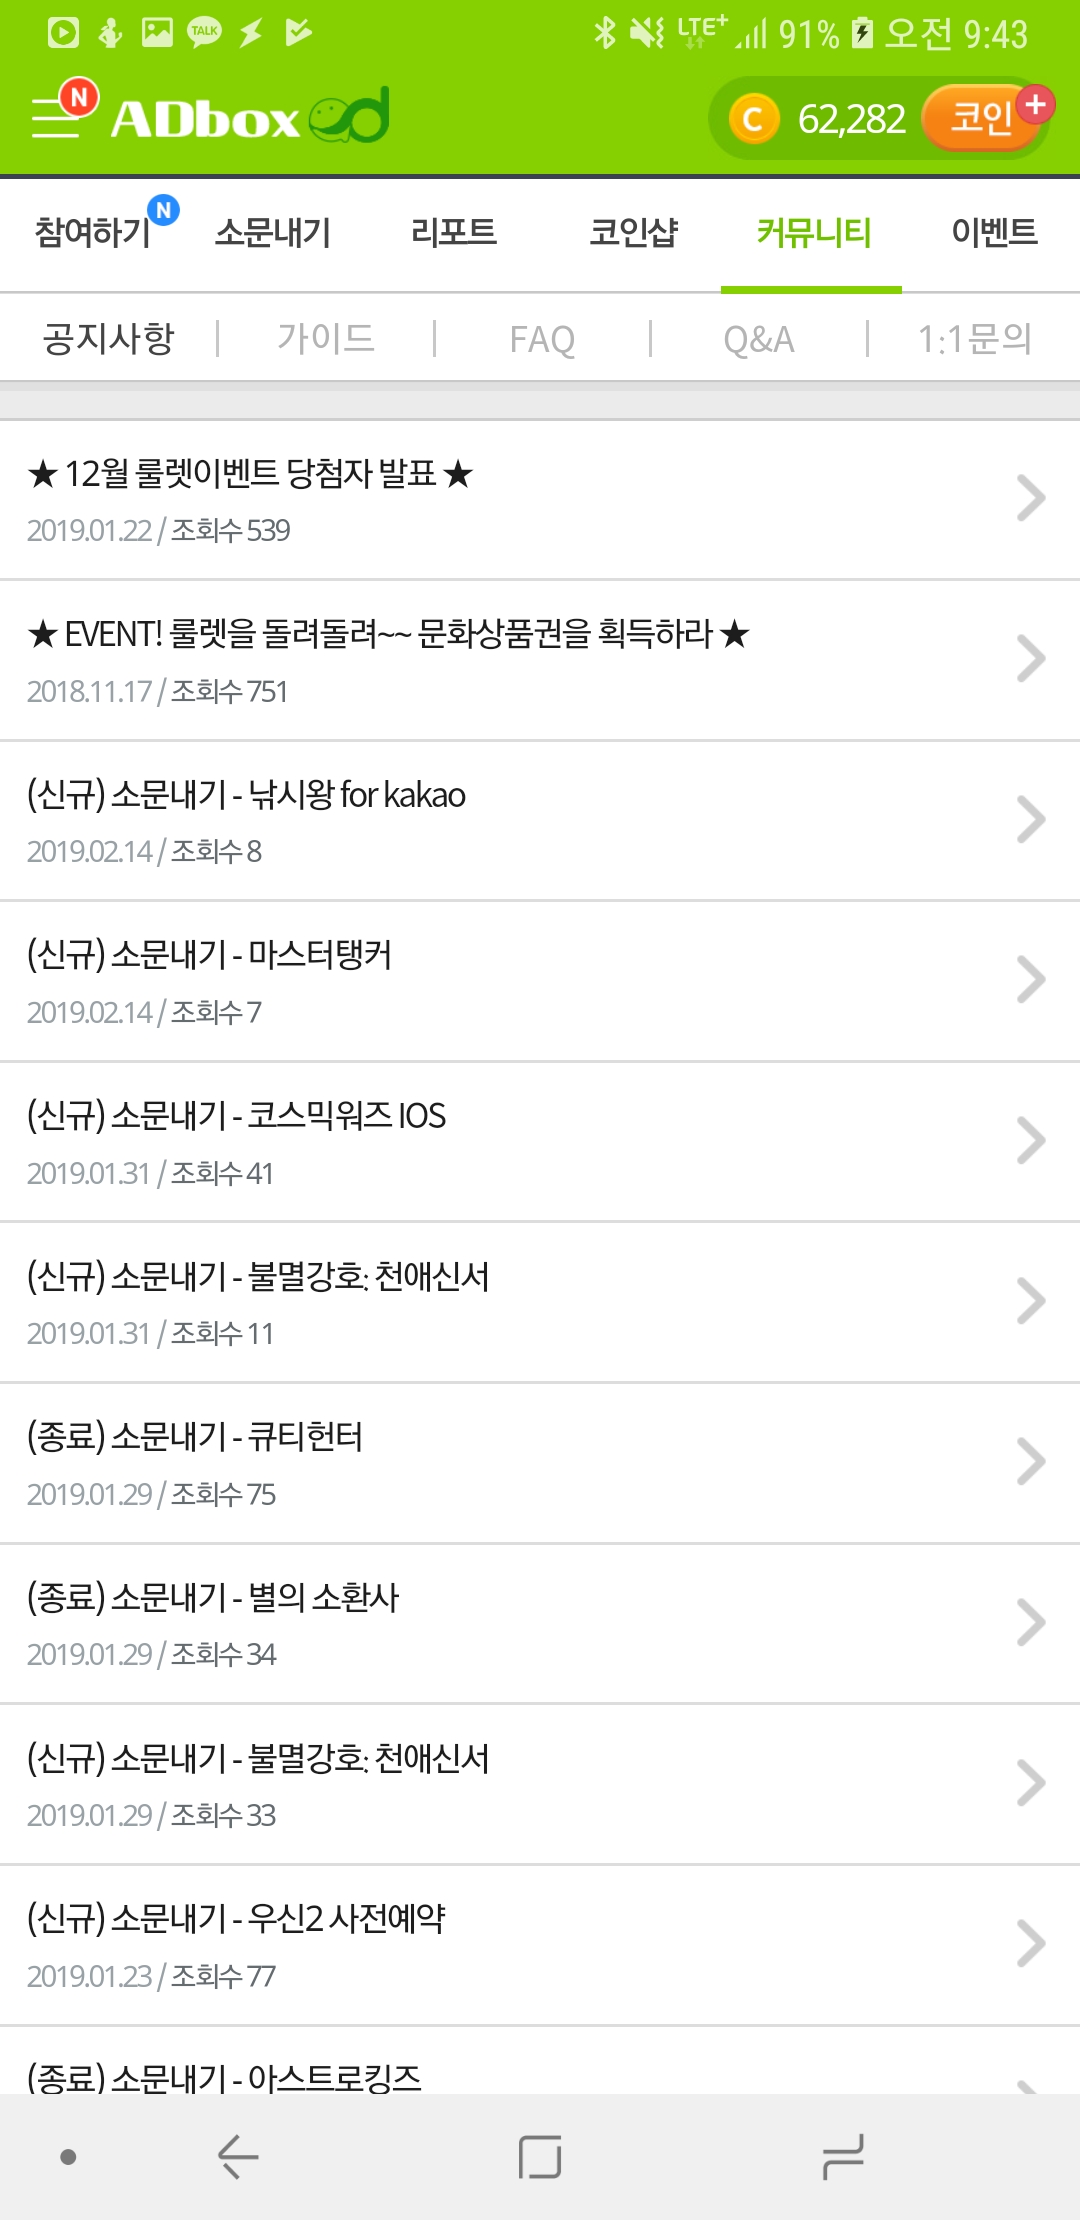 TALK LTE+ 91% 오전 9:43
N ADbox C 62,282 코인 +
참여하기 N 소문내기 리포트 코인샵 커뮤니티 이벤트
공지사항 | 가이드 | FAQ | Q&A | 1:1문의
★ 12월 룰렛이벤트 당첨자 발표 ★
2019.01.22 / 조회수 539
★ EVENT! 룰렛을 돌려돌려~~ 문화상품권을 획득하라 ★
2018.11.17 / 조회수 751
(신규) 소문내기 - 낚시왕 for kakao
2019.02.14 / 조회수 8
(신규) 소문내기 - 마스터탱커
2019.02.14 / 조회수 7
(신규) 소문내기 - 코스믹워즈 IOS
2019.01.31 / 조회수 41
(신규) 소문내기 - 불멸강호: 천애신서
2019.01.31 / 조회수 11
(종료) 소문내기 - 큐티헌터
2019.01.29 / 조회수 75
(종료) 소문내기 - 별의 소환사
2019.01.29 / 조회수 34
(신규) 소문내기 - 불멸강호: 천애신서
2019.01.29 / 조회수 33
(신규) 소문내기 - 우신2 사전예약
2019.01.23 / 조회수 77
(종료) 소문내기 - 아스트로킹즈